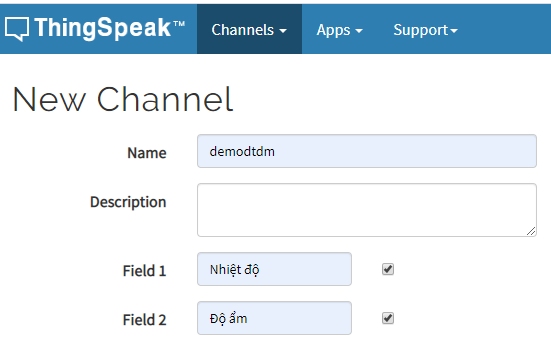 ThingSpeak™ Channels Apps Support
New Channel
Name demodtdm
Description
Field 1 Nhiệt độ
Field 2 Độ ẩm